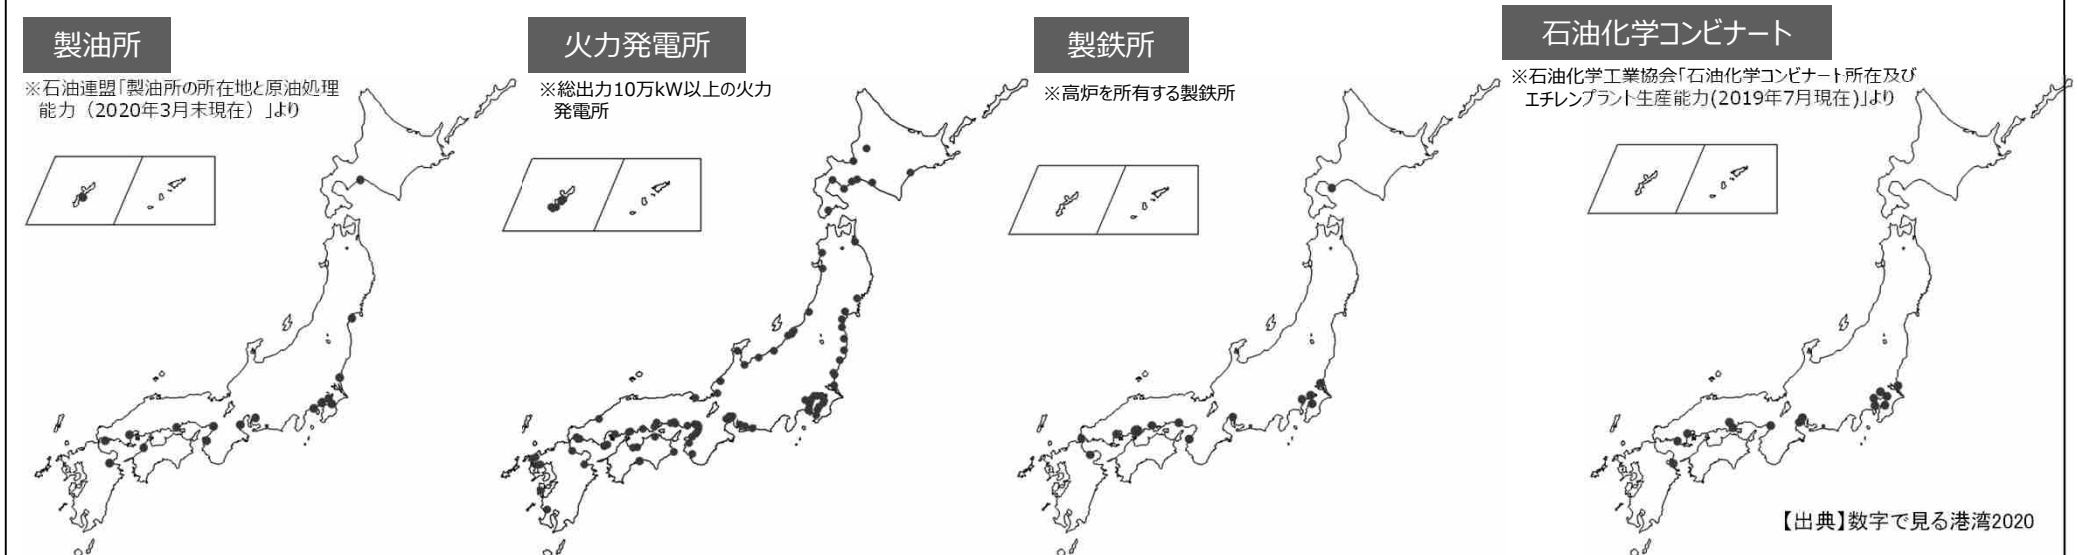 製油所
※石油連盟「製油所の所在地と原油処理
能力（2020年3月末現在）」より
火力発電所
※総出力10万kW以上の火力
発電所
製鉄所
※高炉を所有する製鉄所
石油化学コンビナート
※石油化学工業協会「石油化学コンビナート所在及び
エチレンプラント生産能力(2019年7月現在)」より
【出典】数字で見る港湾2020